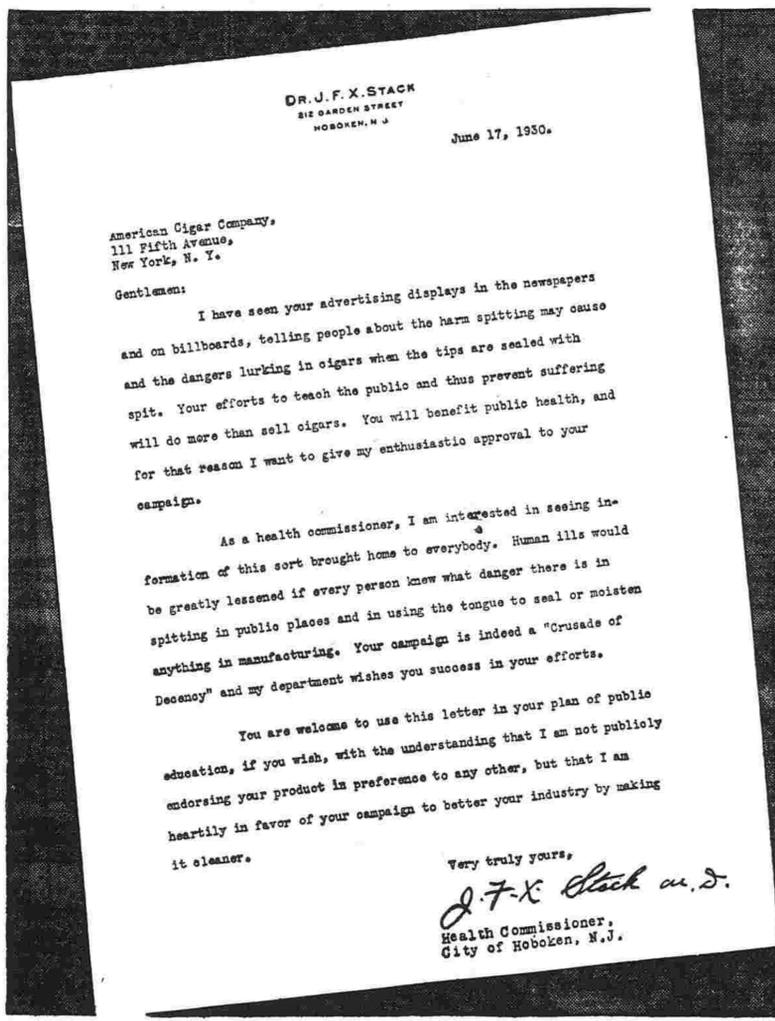 DR. J. F. X. STACK
212 GARDEN STREET
HOBOKEN, N J
June 17, 1930.
American Cigar Company,
111 Fifth Avenue,
New York, N. Y.
Gentlemen:
I have seen your advertising displays in the newspapers
and on billboards, telling people about the harm spitting may cause
and the dangers lurking in cigars when the tips are sealed with
spit. Your efforts to teach the public and thus prevent suffering
will do more than sell cigars. You will benefit public health, and
for that reason I want to give my enthusiastic approval to your
campaign.
As a health commissioner, I am interested in seeing in-
formation of this sort brought home to everybody. Human ills would
be greatly lessened if every person knew what danger there is in
spitting in public places and in using the tongue to seal or moisten
anything in manufacturing. Your campaign is indeed a "Crusade of
Decency" and my department wishes you success in your efforts.
You are welcome to use this letter in your plan of public
education, if you wish, with the understanding that I am not publicly
endorsing your product in preference to any other, but that I am
heartily in favor of your campaign to better your industry by making
it cleaner.
Very truly yours,
J. F. X. Stack M. D.
Health Commissioner,
City of Hoboken, N.J.